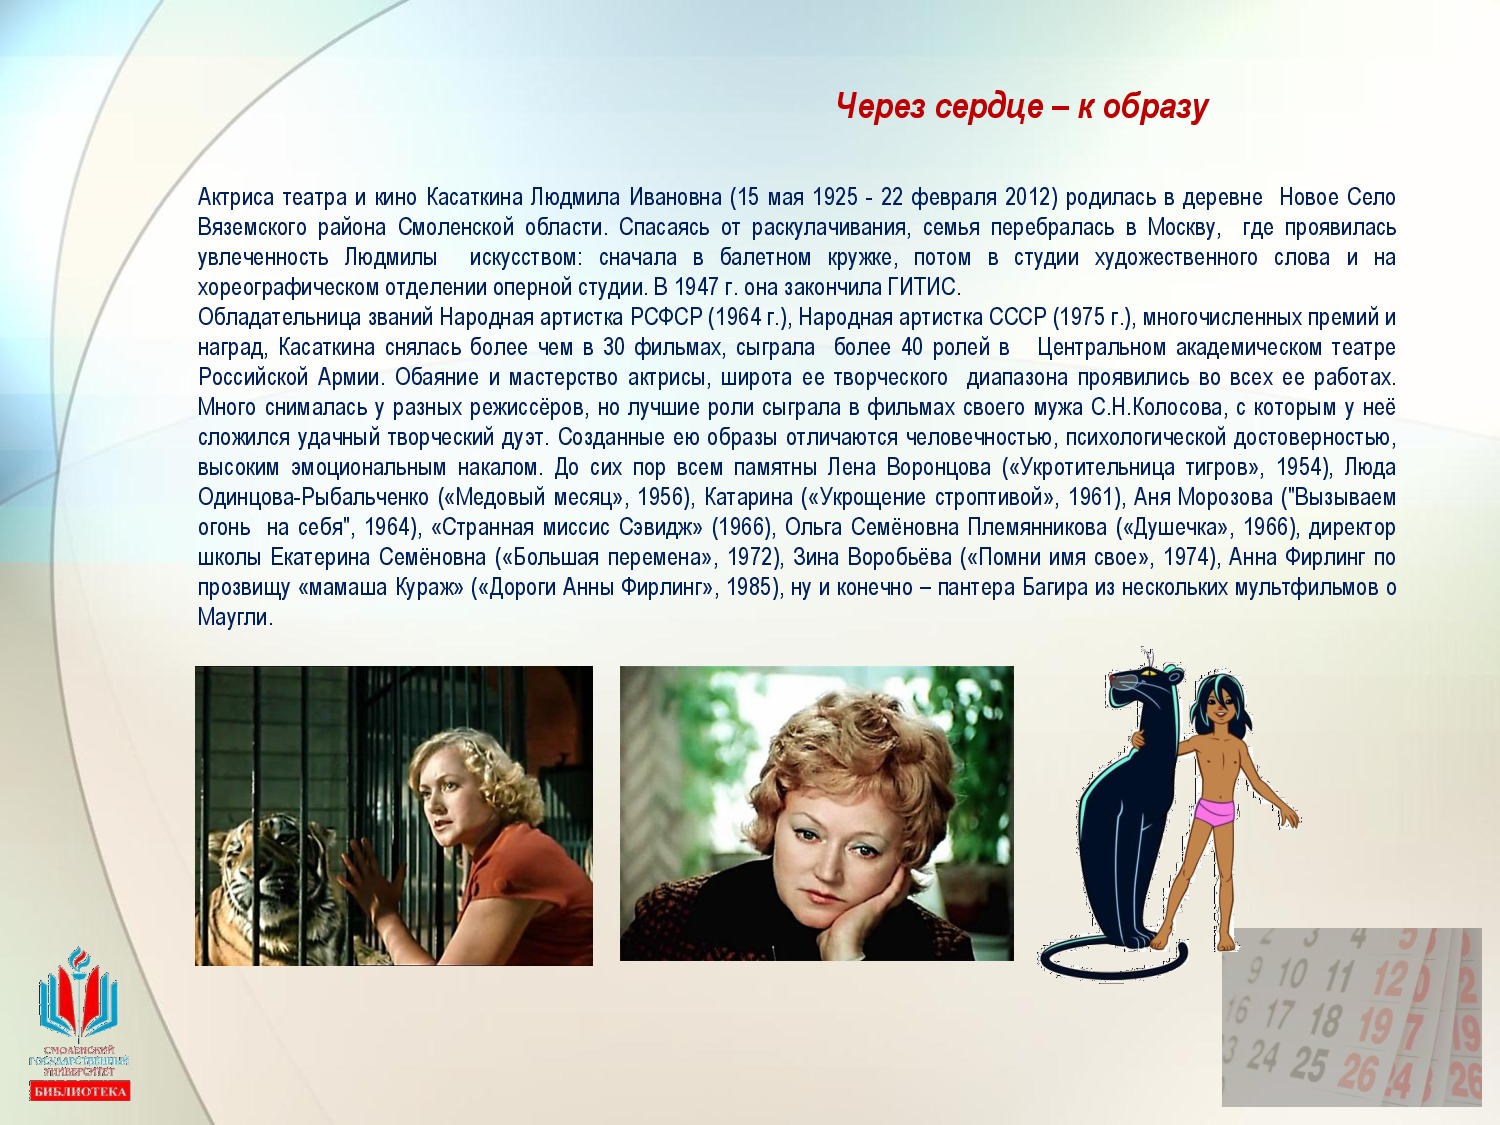 Через сердце – к образу
Актриса театра и кино Касаткина Людмила Ивановна (15 мая 1925 - 22 февраля 2012) родилась в деревне Новое Село
Вяземского района Смоленской области. Спасаясь от раскулачивания, семья перебралась в Москву, где проявилась
увлеченность Людмилы искусством: сначала в балетном кружке, потом в студии художественного слова и на
хореографическом отделении оперной студии. В 1947 г. она закончила ГИТИС.
Обладательница званий Народная артистка РСФСР (1964 г.), Народная артистка СССР (1975 г.), многочисленных премий и
наград, Касаткина снялась более чем в 30 фильмах, сыграла более 40 ролей в Центральном академическом театре
Российской Армии. Обаяние и мастерство актрисы, широта ее творческого диапазона проявились во всех ее работах.
Много снималась у разных режиссёров, но лучшие роли сыграла в фильмах своего мужа С.Н.Колосова, с которым у неё
сложился удачный творческий дуэт. Созданные ею образы отличаются человечностью, психологической достоверностью,
высоким эмоциональным накалом. До сих пор всем памятны Лена Воронцова («Укротительница тигров», 1954), Люда
Одинцова-Рыбальченко («Медовый месяц», 1956), Катарина («Укрощение строптивой», 1961), Аня Морозова ("Вызываем
огонь на себя", 1964), «Странная миссис Сэвидж» (1966), Ольга Семёновна Племянникова («Душечка», 1966), директор
школы Екатерина Семёновна («Большая перемена», 1972), Зина Воробьёва («Помни имя свое», 1974), Анна Фирлинг по
прозвищу «мамаша Кураж» («Дороги Анны Фирлинг», 1985), ну и конечно – пантера Багира из нескольких мультфильмов о
Маугли.
СМОЛЕНСКИЙ
ГОСУДАРСТВЕННЫЙ
УНИВЕРСИТЕТ
БИБЛИОТЕКА
2 3 4 5
9 10 11 12 2
16 17 18 19 7 19
24 25 26 26